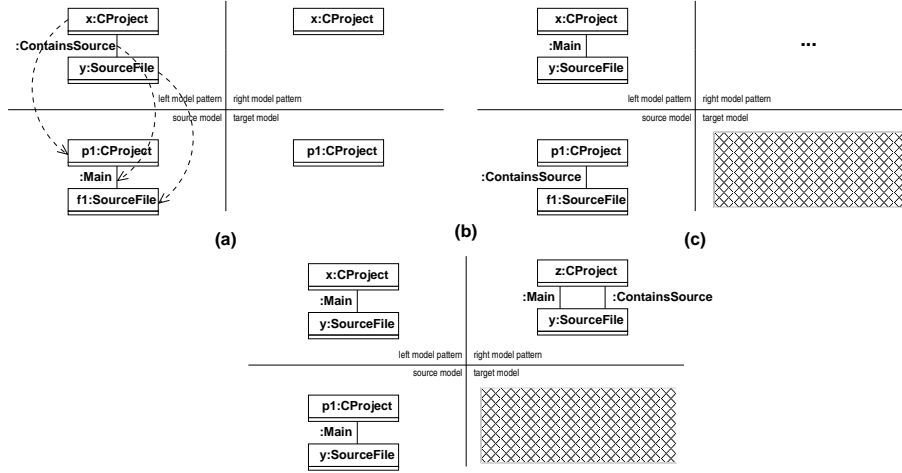 x:CProject
:ContainsSource
y:SourceFile
x:CProject
left model pattern
right model pattern
source model
target model
p1:CProject
:Main
f1:SourceFile
p1:CProject
(a)
x:CProject
:Main
y:SourceFile
...
left model pattern
right model pattern
source model
target model
p1:CProject
:ContainsSource
f1:SourceFile
(b)
(c)
x:CProject
:Main
y:SourceFile
z:CProject
:Main
:ContainsSource
y:SourceFile
left model pattern
right model pattern
source model
target model
p1:CProject
:Main
f1:SourceFile